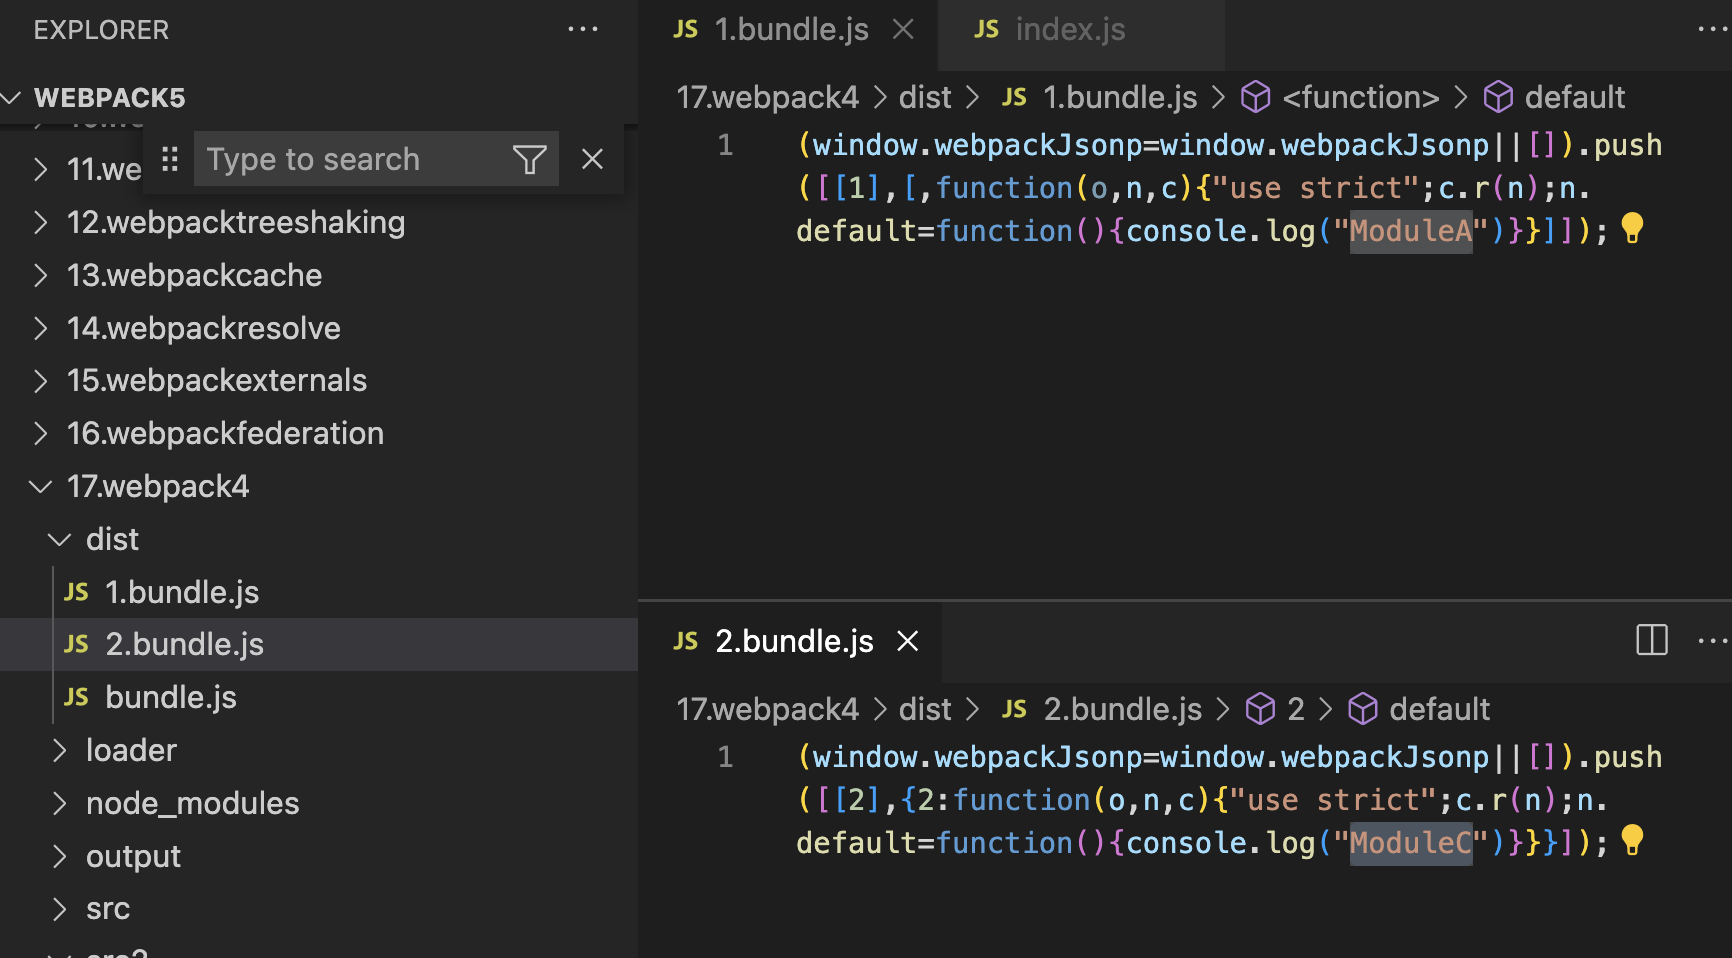 EXPLORER
WEBPACK5
Type to search
11.we
12.webpacktreeshaking
13.webpackcache
14.webpackresolve
15.webpackexternals
16.webpackfederation
17.webpack4
dist
JS 1.bundle.js
JS 2.bundle.js
JS bundle.js
loader
node_modules
output
src
JS 1.bundle.js
JS index.js
17.webpack4 > dist > JS 1.bundle.js > <function> > default
1 (window.webpackJsonp=window.webpackJsonp||[]).push
([[1],[,function(o,n,c){"use strict";c.r(n);n.
default=function(){console.log("ModuleA")}}]]);
JS 2.bundle.js
17.webpack4 > dist > JS 2.bundle.js > 2 > default
1 (window.webpackJsonp=window.webpackJsonp||[]).push
([[2],{2:function(o,n,c){"use strict";c.r(n);n.
default=function(){console.log("ModuleC")}}}]);